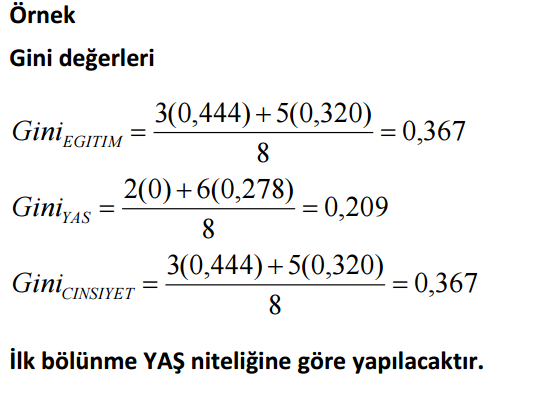 Örnek
Gini değerleri
Gini_EGITIM = 3(0,444)+5(0,320) / 8 = 0,367
Gini_YAS = 2(0)+6(0,278) / 8 = 0,209
Gini_CINSIYET = 3(0,444)+5(0,320) / 8 = 0,367
İlk bölünme YAŞ niteliğine göre yapılacaktır.